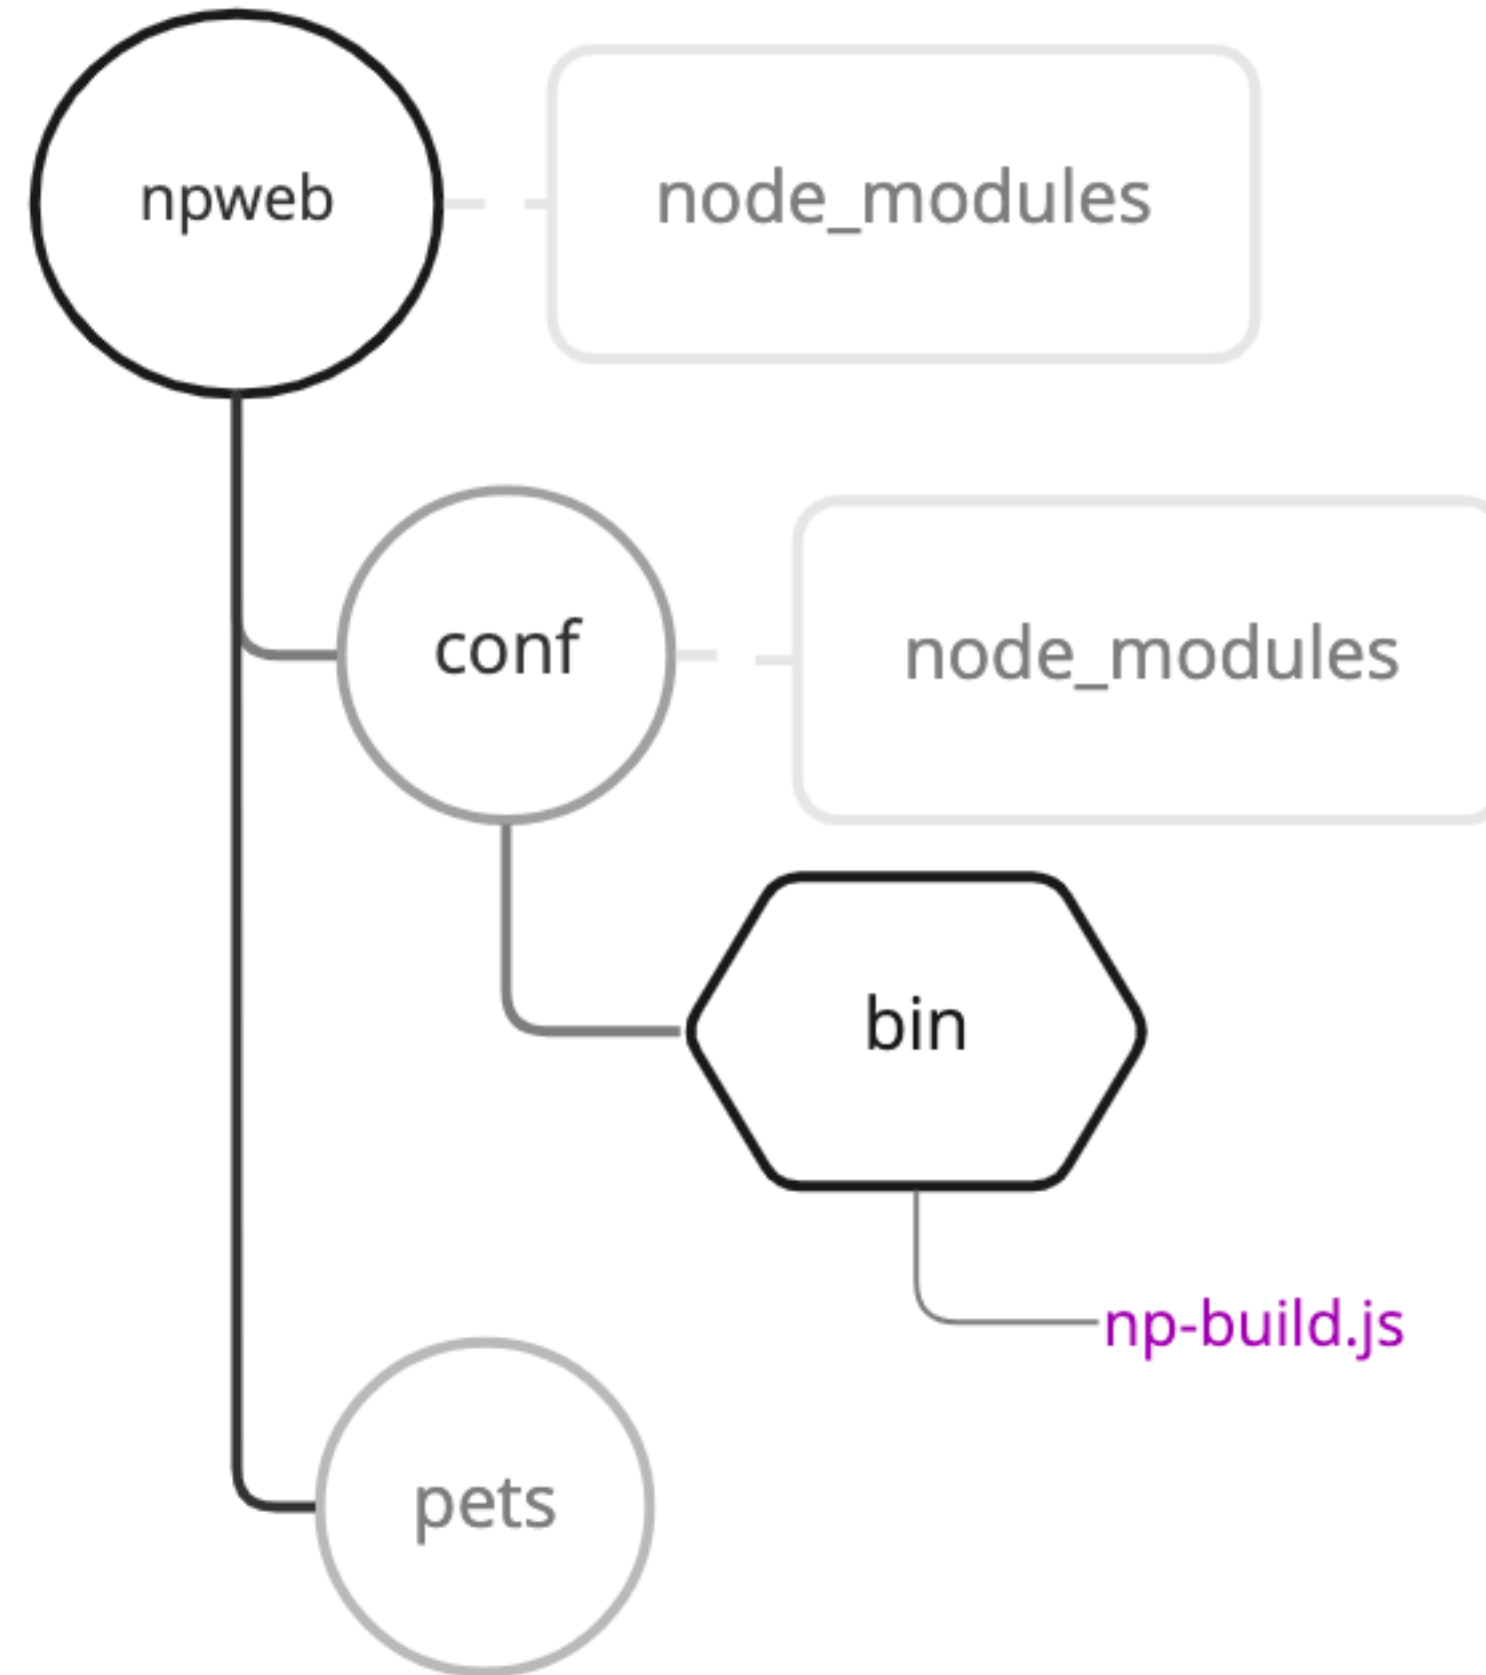 npweb
node_modules
conf
node_modules
bin
np-build.js
pets